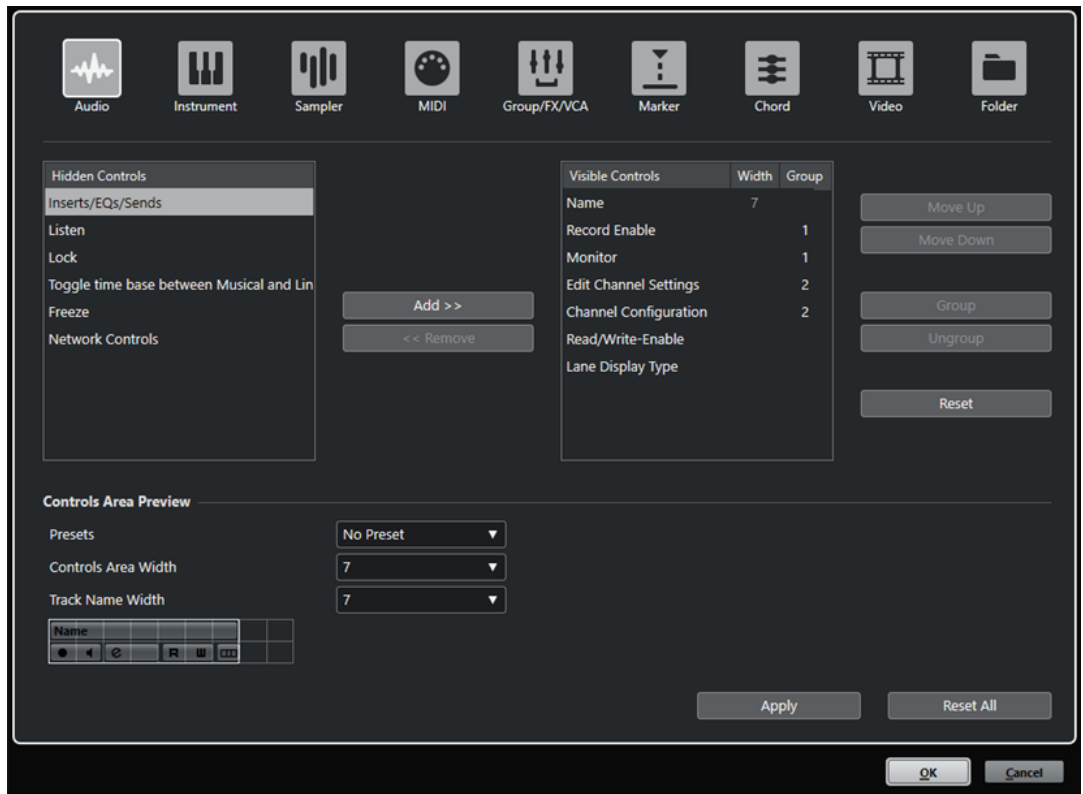 Audio Instrument Sampler MIDI Group/FX/VCA Marker Chord Video Folder
Hidden Controls
Inserts/EQs/Sends
Listen
Lock
Toggle time base between Musical and Lin
Freeze
Network Controls
Add >>
<< Remove
Visible Controls Width Group
Name 7
Record Enable 1
Monitor 1
Edit Channel Settings 2
Channel Configuration 2
Read/Write-Enable
Lane Display Type
Move Up
Move Down
Group
Ungroup
Reset
Controls Area Preview
Presets No Preset
Controls Area Width 7
Track Name Width 7
Name
e R W
Apply Reset All
OK Cancel